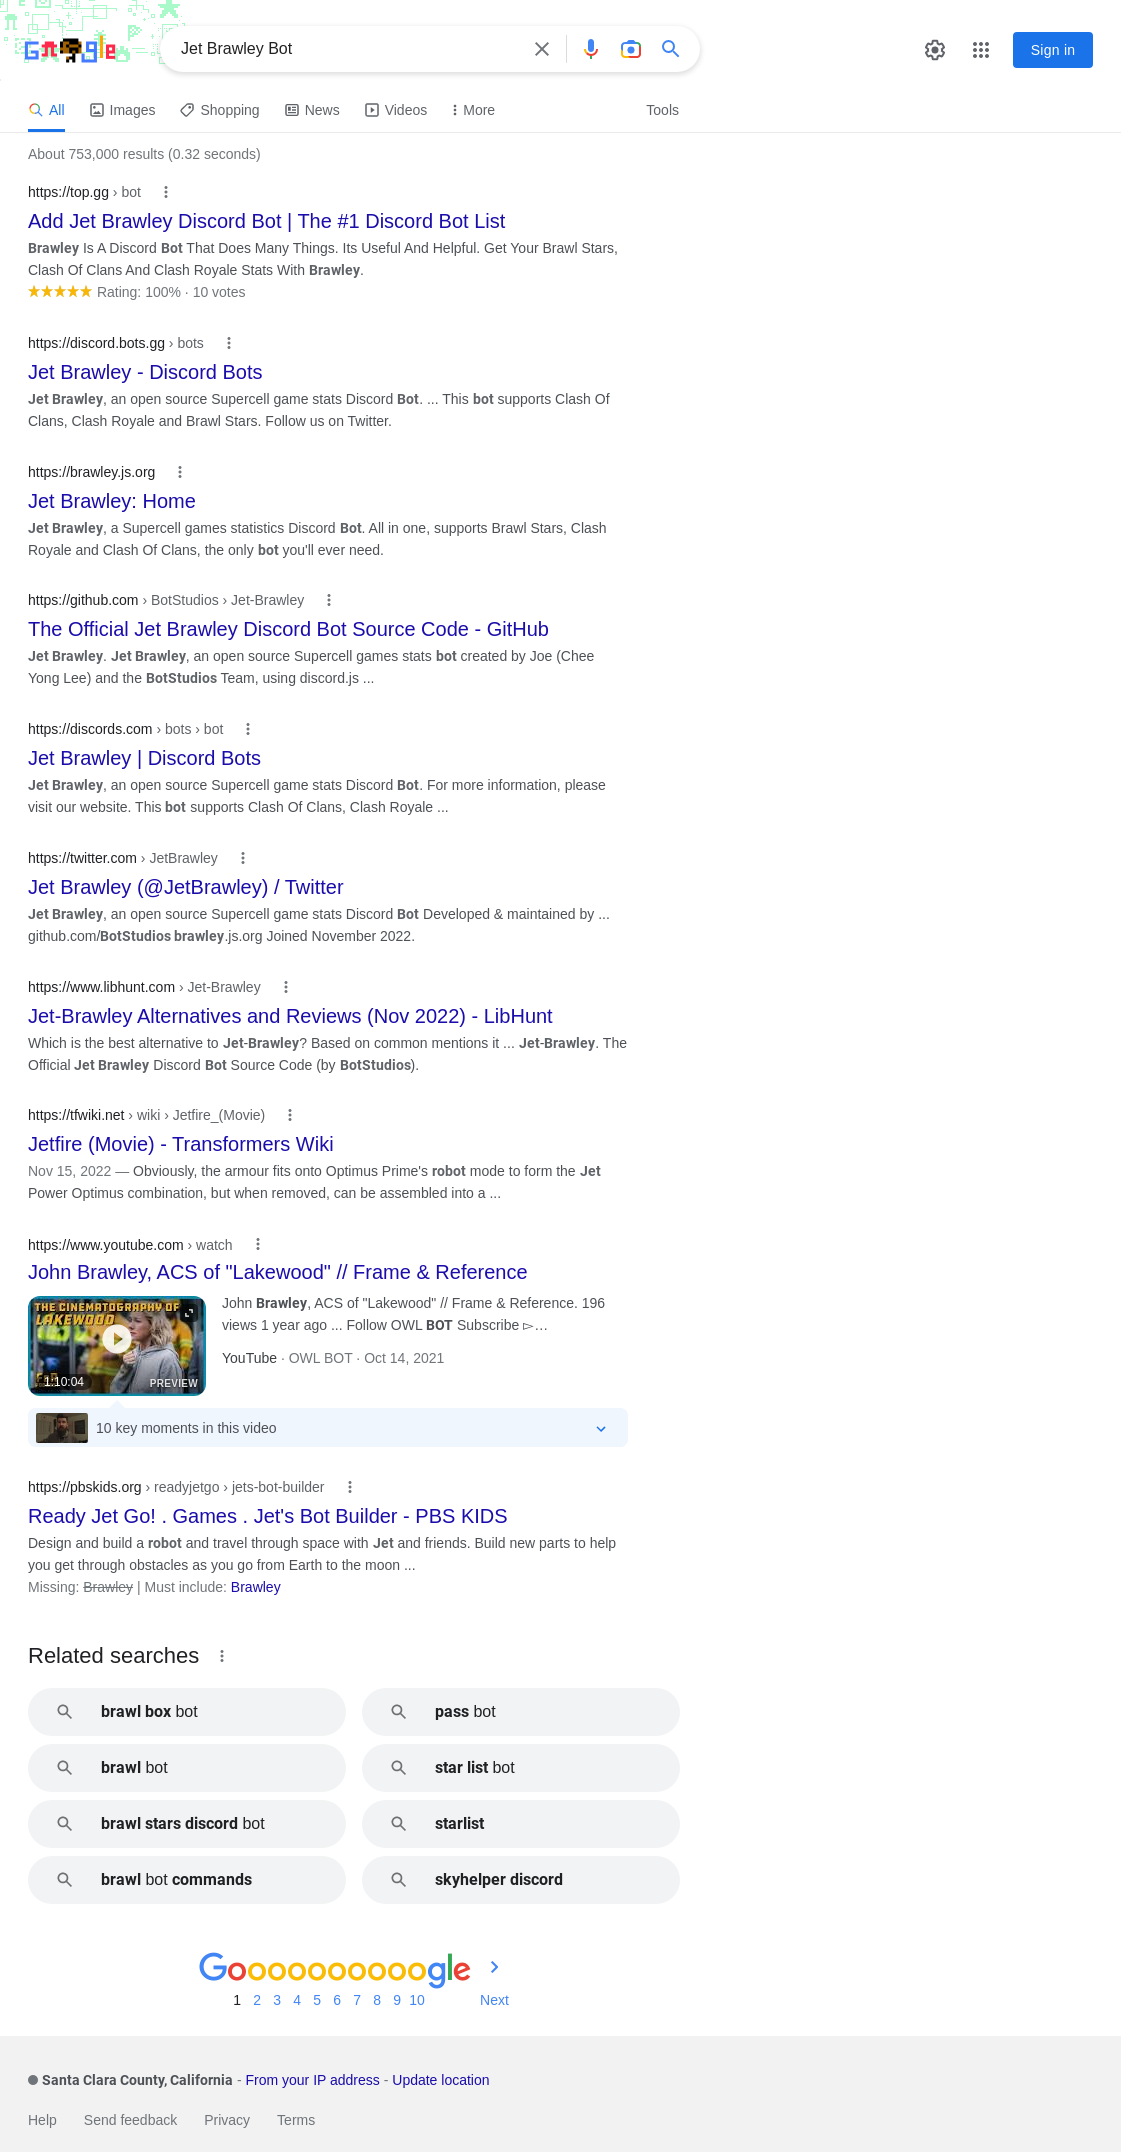 Google
Jet Brawley Bot
Sign in
All
Images
Shopping
News
Videos
More
Tools
About 753,000 results (0.32 seconds)
https://top.gg › bot
Add Jet Brawley Discord Bot | The #1 Discord Bot List
Brawley Is A Discord Bot That Does Many Things. Its Useful And Helpful. Get Your Brawl Stars,
Clash Of Clans And Clash Royale Stats With Brawley.
Rating: 100% · 10 votes
https://discord.bots.gg › bots
Jet Brawley - Discord Bots
Jet Brawley, an open source Supercell game stats Discord Bot. ... This bot supports Clash Of
Clans, Clash Royale and Brawl Stars. Follow us on Twitter.
https://brawley.js.org
Jet Brawley: Home
Jet Brawley, a Supercell games statistics Discord Bot. All in one, supports Brawl Stars, Clash
Royale and Clash Of Clans, the only bot you'll ever need.
https://github.com › BotStudios › Jet-Brawley
The Official Jet Brawley Discord Bot Source Code - GitHub
Jet Brawley. Jet Brawley, an open source Supercell games stats bot created by Joe (Chee
Yong Lee) and the BotStudios Team, using discord.js ...
https://discords.com › bots › bot
Jet Brawley | Discord Bots
Jet Brawley, an open source Supercell game stats Discord Bot. For more information, please
visit our website. This bot supports Clash Of Clans, Clash Royale ...
https://twitter.com › JetBrawley
Jet Brawley (@JetBrawley) / Twitter
Jet Brawley, an open source Supercell game stats Discord Bot Developed & maintained by ...
github.com/BotStudios brawley.js.org Joined November 2022.
https://www.libhunt.com › Jet-Brawley
Jet-Brawley Alternatives and Reviews (Nov 2022) - LibHunt
Which is the best alternative to Jet-Brawley? Based on common mentions it ... Jet-Brawley. The
Official Jet Brawley Discord Bot Source Code (by BotStudios).
https://tfwiki.net › wiki › Jetfire_(Movie)
Jetfire (Movie) - Transformers Wiki
Nov 15, 2022 — Obviously, the armour fits onto Optimus Prime's robot mode to form the Jet
Power Optimus combination, but when removed, can be assembled into a ...
https://www.youtube.com › watch
John Brawley, ACS of "Lakewood" // Frame & Reference
THE CINEMATOGRAPHY OF
LAKEWOOD
1:10:04
PREVIEW
John Brawley, ACS of "Lakewood" // Frame & Reference. 196
views 1 year ago ... Follow OWL BOT Subscribe ▻…
YouTube · OWL BOT · Oct 14, 2021
10 key moments in this video
https://pbskids.org › readyjetgo › jets-bot-builder
Ready Jet Go! . Games . Jet's Bot Builder - PBS KIDS
Design and build a robot and travel through space with Jet and friends. Build new parts to help
you get through obstacles as you go from Earth to the moon ...
Missing: Brawley | Must include: Brawley
Related searches
brawl box bot
pass bot
brawl bot
star list bot
brawl stars discord bot
starlist
brawl bot commands
skyhelper discord
Goooooooooogle
1 2 3 4 5 6 7 8 9 10 Next
Santa Clara County, California - From your IP address - Update location
Help Send feedback Privacy Terms